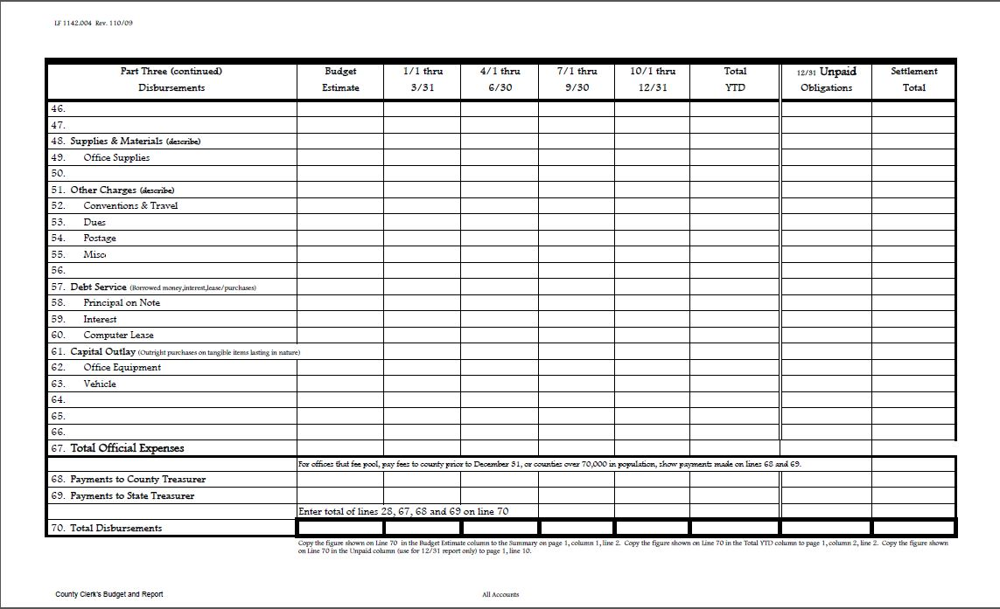 LF 1142.004 Rev. 110/09
Part Three (continued) Budget 1/1 thru 4/1 thru 7/1 thru 10/1 thru Total 12/31 Unpaid Settlement
Disbursements Estimate 3/31 6/30 9/30 12/31 YTD Obligations Total
46.
47.
48. Supplies & Materials (describe)
49. Office Supplies
50.
51. Other Charges (describe)
52. Conventions & Travel
53. Dues
54. Postage
55. Misc
56.
57. Debt Service (Borrowed money,interest,lease/purchases)
58. Principal on Note
59. Interest
60. Computer Lease
61. Capital Outlay (Outright purchases on tangible items lasting in nature)
62. Office Equipment
63. Vehicle
64.
65.
66.
67. Total Official Expenses
For offices that fee pool, pay fees to county prior to December 31, or counties over 70,000 in population, show payments made on lines 68 and 69.
68. Payments to County Treasurer
69. Payments to State Treasurer
Enter total of lines 28, 67, 68 and 69 on line 70
70. Total Disbursements
Copy the figure shown on Line 70 in the Budget Estimate column to the Summary on page 1, column 1, line 2. Copy the figure shown on Line 70 in the Total YTD column to page 1, column 2, line 2. Copy the figure shown
on Line 70 in the Unpaid column (use for 12/31 report only) to page 1, line 10.
County Clerk's Budget and Report All Accounts